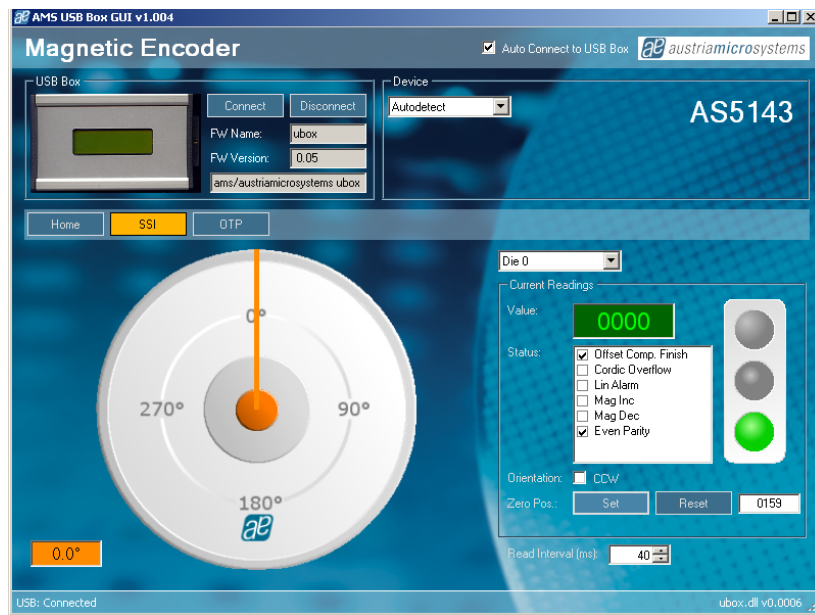 AMS USB Box GUI v1.004
Magnetic Encoder
Auto Connect to USB Box
austriamicrosystems
USB Box
Connect
Disconnect
FW Name:
ubox
FW Version:
0.05
ams/austriamicrosystems ubox
Device
Autodetect
AS5143
Home
SSI
OTP
0°
270°
90°
180°
0.0°
Die 0
Current Readings
Value:
0000
Status:
Offset Comp. Finish
Cordic Overflow
Lin Alarm
Mag Inc
Mag Dec
Even Parity
Orientation:
CCW
Zero Pos.:
Set
Reset
0159
Read Interval (ms):
40
USB: Connected
ubox.dll v0.0006